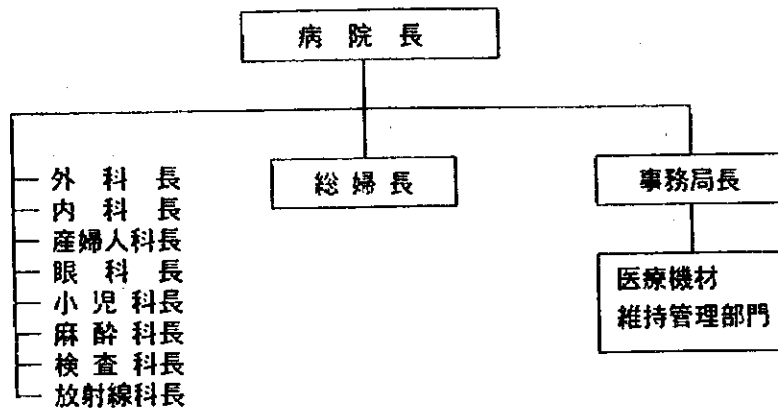 病院長
外科長
内科長
産婦人科長
眼科長
小児科長
麻酔科長
検査科長
放射線科長
総婦長
事務局長
医療機材
維持管理部門